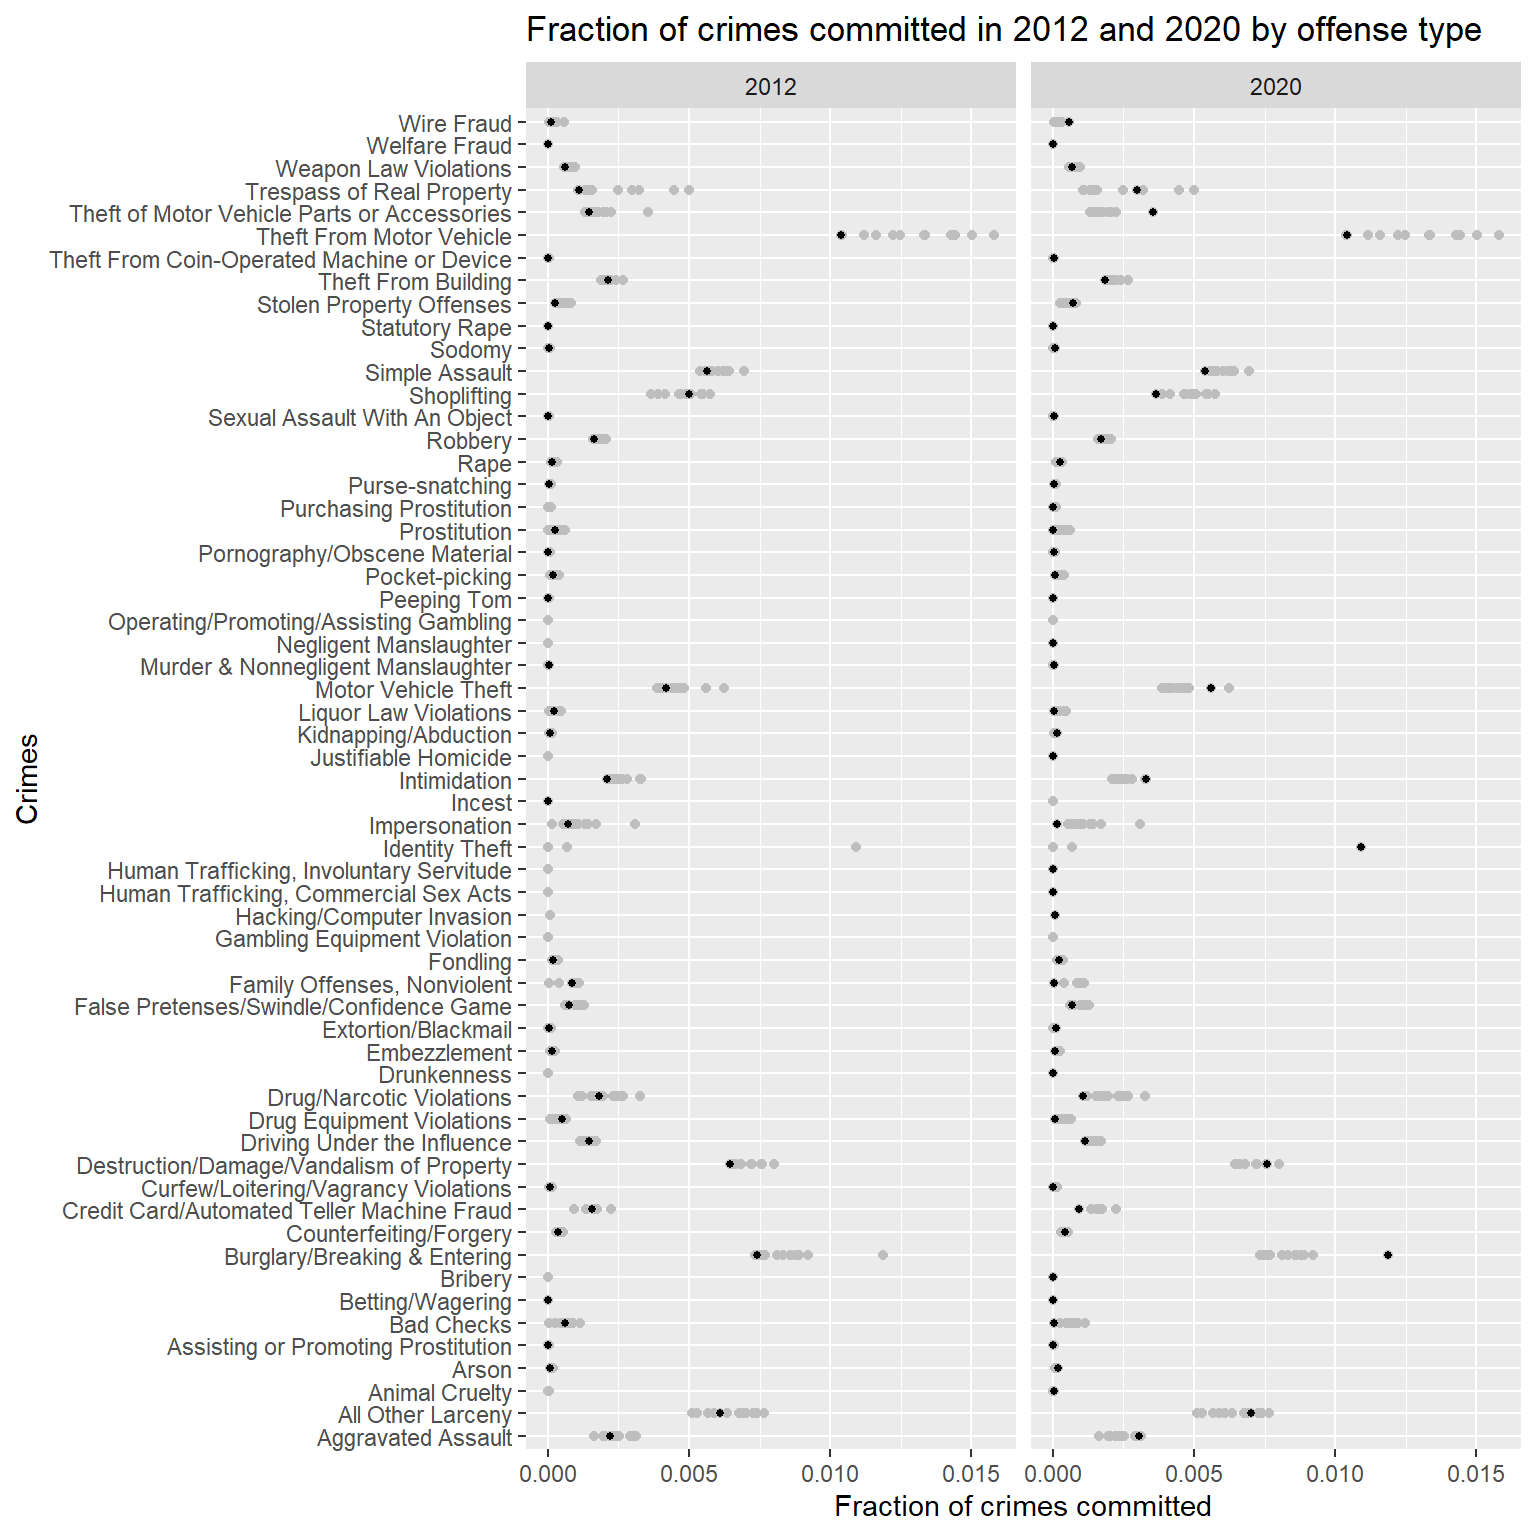 Fraction of crimes committed in 2012 and 2020 by offense type
2012
2020
Wire Fraud
Welfare Fraud
Weapon Law Violations
Trespass of Real Property
Theft of Motor Vehicle Parts or Accessories
Theft From Motor Vehicle
Theft From Coin-Operated Machine or Device
Theft From Building
Stolen Property Offenses
Statutory Rape
Sodomy
Simple Assault
Shoplifting
Sexual Assault With An Object
Robbery
Rape
Purse-snatching
Purchasing Prostitution
Prostitution
Pornography/Obscene Material
Pocket-picking
Peeping Tom
Operating/Promoting/Assisting Gambling
Negligent Manslaughter
Murder & Nonnegligent Manslaughter
Motor Vehicle Theft
Liquor Law Violations
Kidnapping/Abduction
Justifiable Homicide
Intimidation
Incest
Impersonation
Identity Theft
Human Trafficking, Involuntary Servitude
Human Trafficking, Commercial Sex Acts
Hacking/Computer Invasion
Gambling Equipment Violation
Fondling
Family Offenses, Nonviolent
False Pretenses/Swindle/Confidence Game
Extortion/Blackmail
Embezzlement
Drunkenness
Drug/Narcotic Violations
Drug Equipment Violations
Driving Under the Influence
Destruction/Damage/Vandalism of Property
Curfew/Loitering/Vagrancy Violations
Credit Card/Automated Teller Machine Fraud
Counterfeiting/Forgery
Burglary/Breaking & Entering
Bribery
Betting/Wagering
Bad Checks
Assisting or Promoting Prostitution
Arson
Animal Cruelty
All Other Larceny
Aggravated Assault
Crimes
0.000 0.005 0.010 0.015 0.000 0.005 0.010 0.015
Fraction of crimes committed